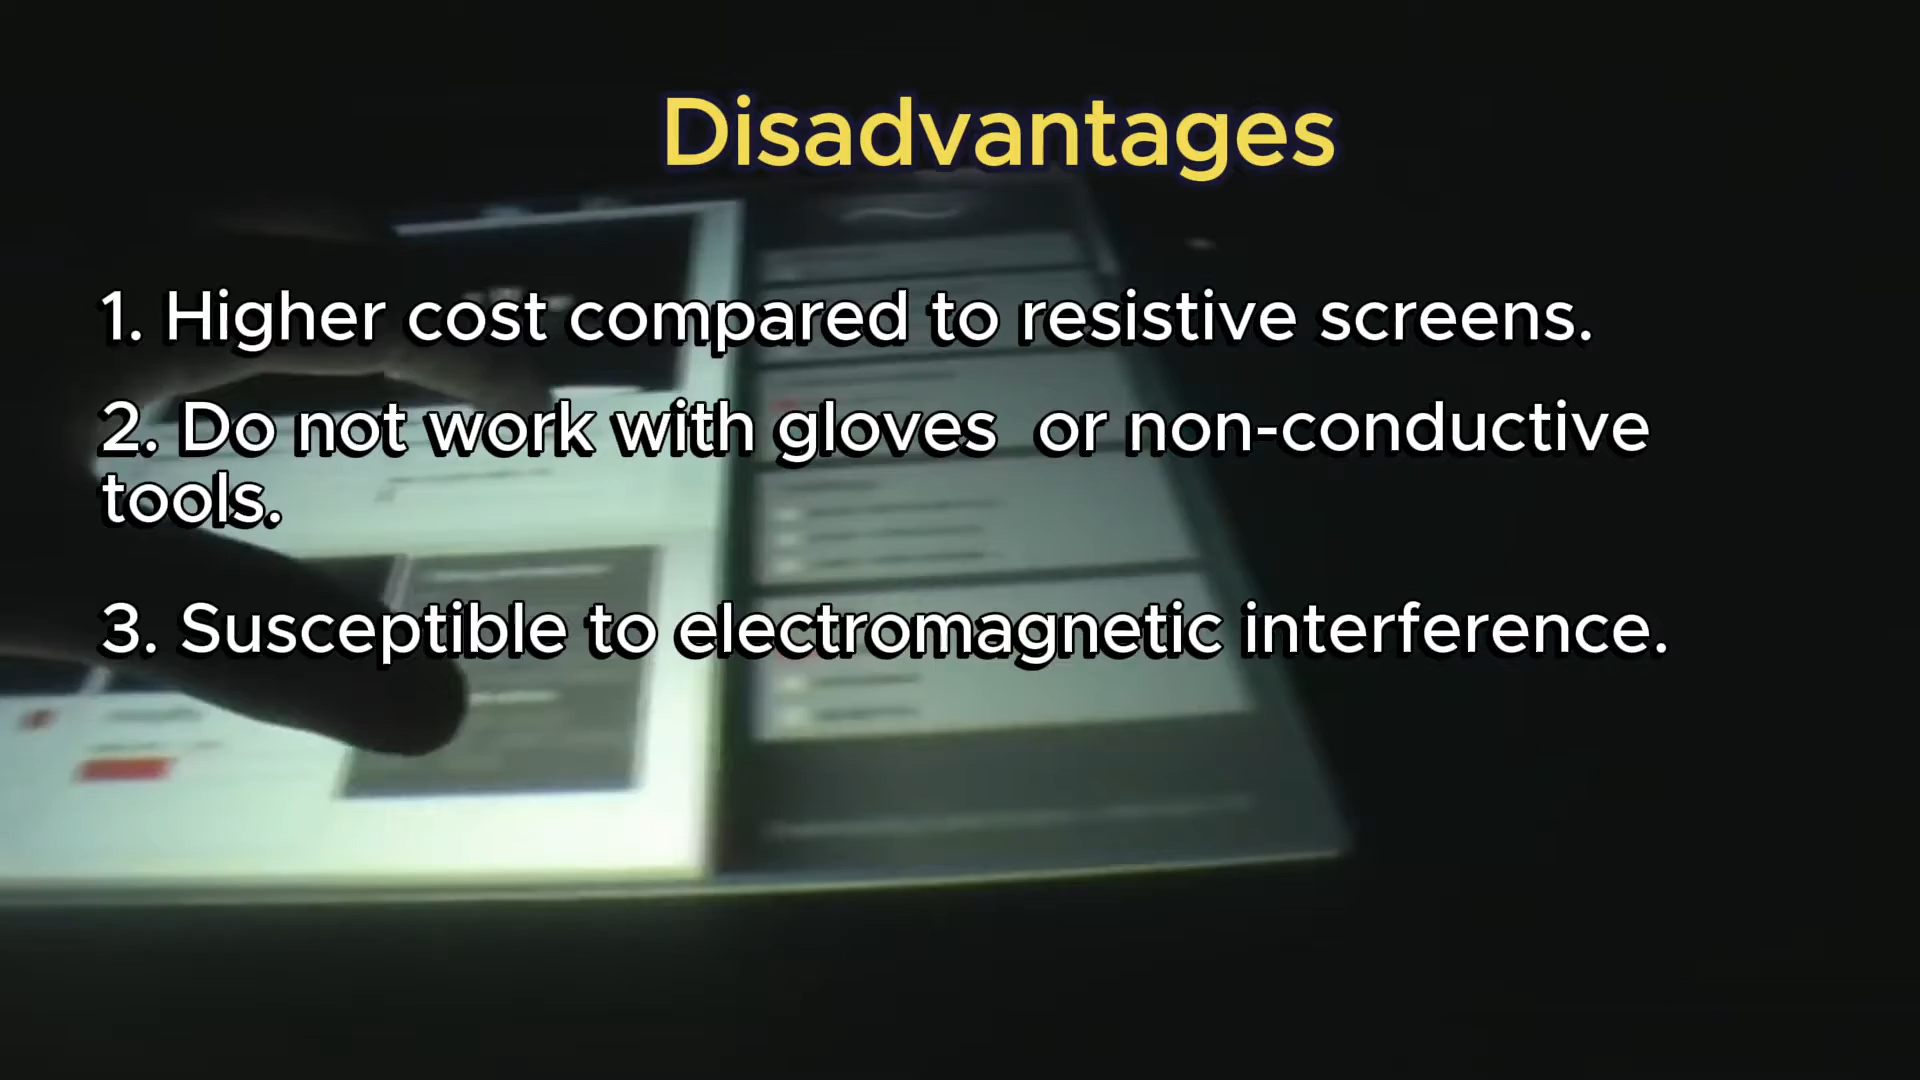 Disadvantages
1. Higher cost compared to resistive screens.
2. Do not work with gloves  or non-conductive
tools.
3. Susceptible to electromagnetic interference.